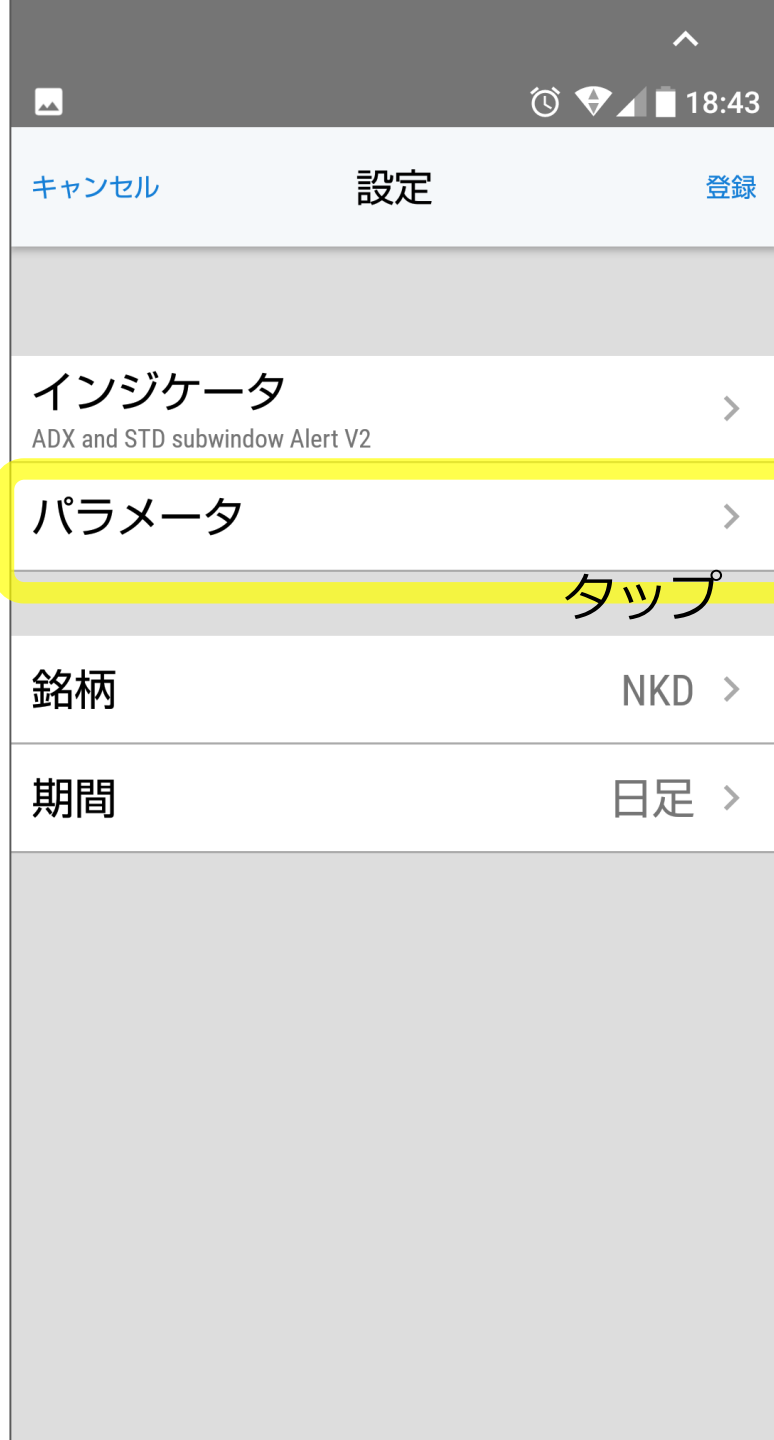 18:43
キャンセル 設定 登録
インジケータ
ADX and STD subwindow Alert V2
パラメータ
タップ
銘柄 NKD
期間 日足